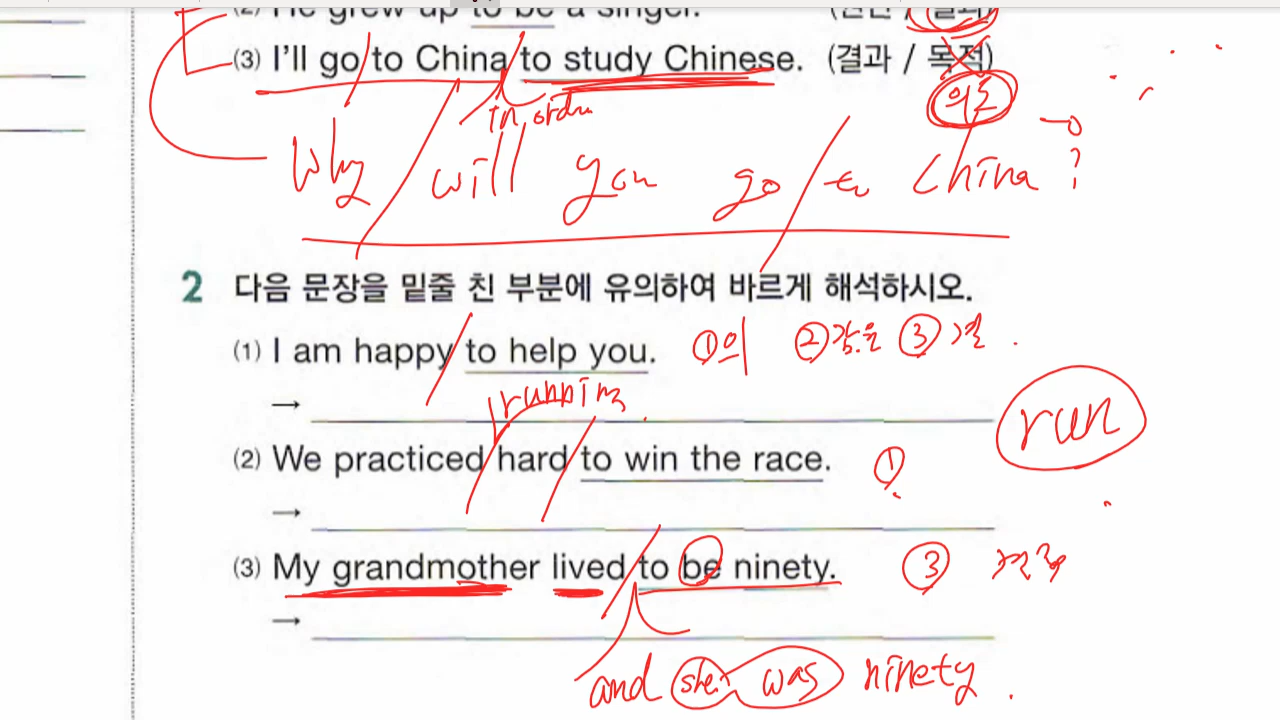 (2) He grew up to be a singer. (
(3) I'll go to China to study Chinese. (결과 / 목적)
in order 의도
Why will you go to China?
2 다음 문장을 밑줄 친 부분에 유의하여 바르게 해석하시오.
(1) I am happy to help you. ①의 ②감.원 ③결.
→
running
run
(2) We practiced hard to win the race. ①
→
(3) My grandmother lived to be ninety. ③
→
and she was ninety.